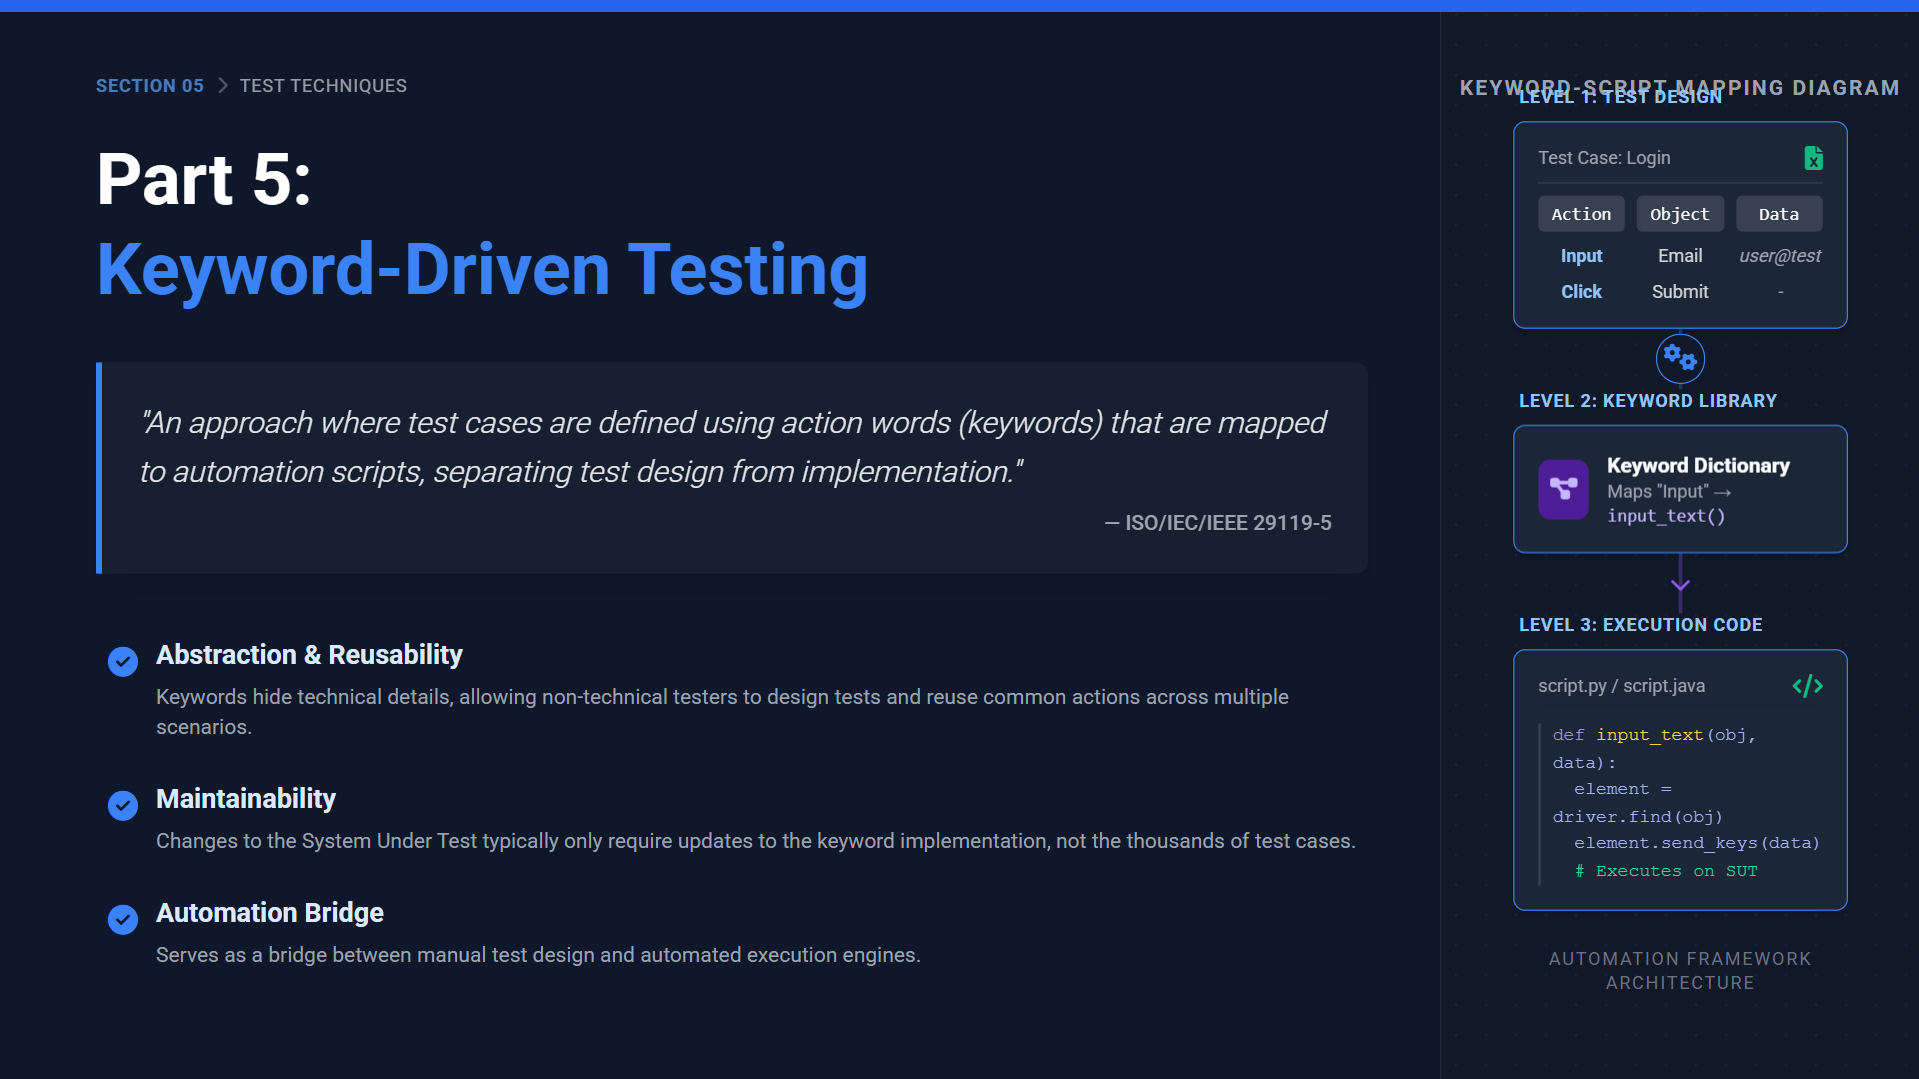 SECTION 05 > TEST TECHNIQUES
Part 5:
Keyword-Driven Testing
"An approach where test cases are defined using action words (keywords) that are mapped
to automation scripts, separating test design from implementation."
— ISO/IEC/IEEE 29119-5
Abstraction & Reusability
Keywords hide technical details, allowing non-technical testers to design tests and reuse common actions across multiple
scenarios.
Maintainability
Changes to the System Under Test typically only require updates to the keyword implementation, not the thousands of test cases.
Automation Bridge
Serves as a bridge between manual test design and automated execution engines.
KEYWORD-SCRIPT MAPPING DIAGRAM
LEVEL 1: TEST DESIGN
Test Case: Login
Action Object Data
Input Email user@test
Click Submit -
LEVEL 2: KEYWORD LIBRARY
Keyword Dictionary
Maps "Input" →
input_text()
LEVEL 3: EXECUTION CODE
script.py / script.java
def input_text(obj,
data):
element =
driver.find(obj)
element.send_keys(data)
# Executes on SUT
AUTOMATION FRAMEWORK
ARCHITECTURE